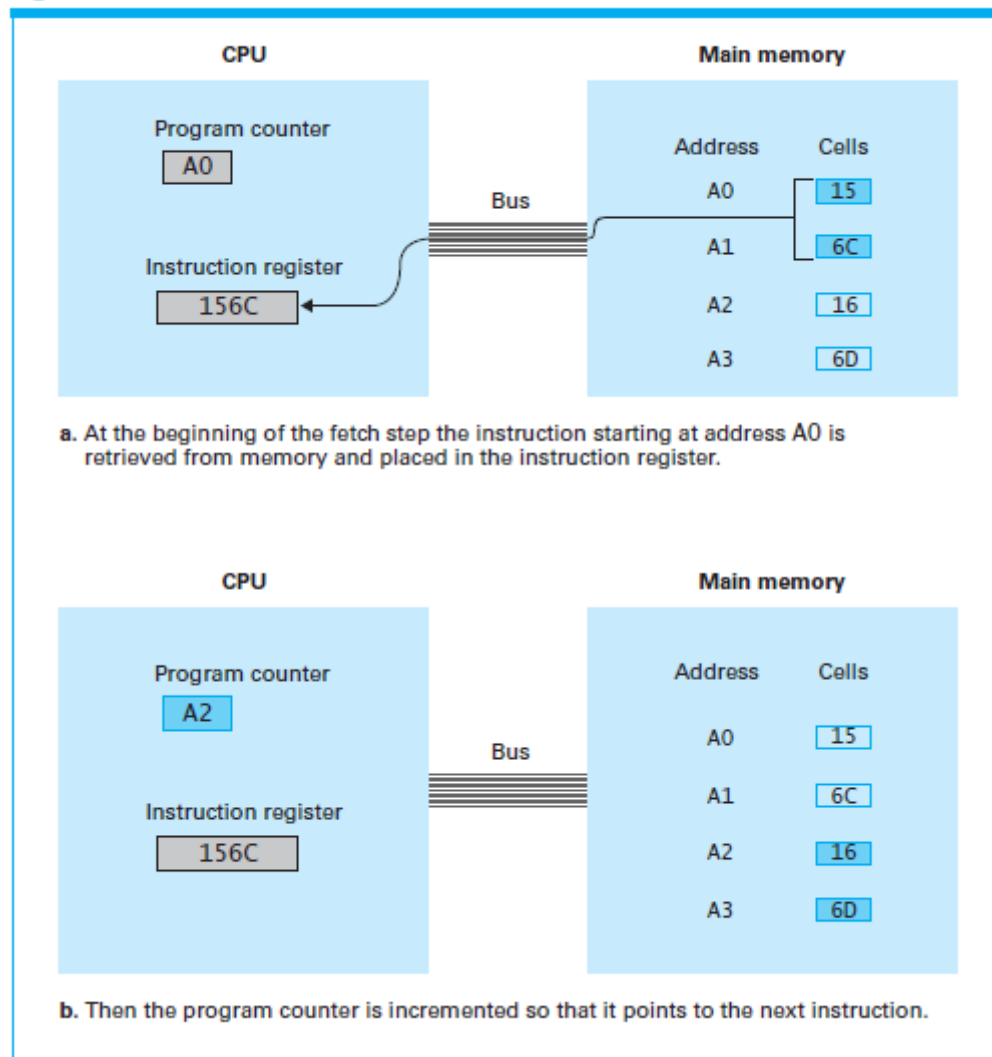 CPU
Main memory
Program counter
A0
Instruction register
156C
Bus
Address Cells
A0 15
A1 6C
A2 16
A3 6D
a. At the beginning of the fetch step the instruction starting at address A0 is
retrieved from memory and placed in the instruction register.
CPU
Main memory
Program counter
A2
Instruction register
156C
Bus
Address Cells
A0 15
A1 6C
A2 16
A3 6D
b. Then the program counter is incremented so that it points to the next instruction.